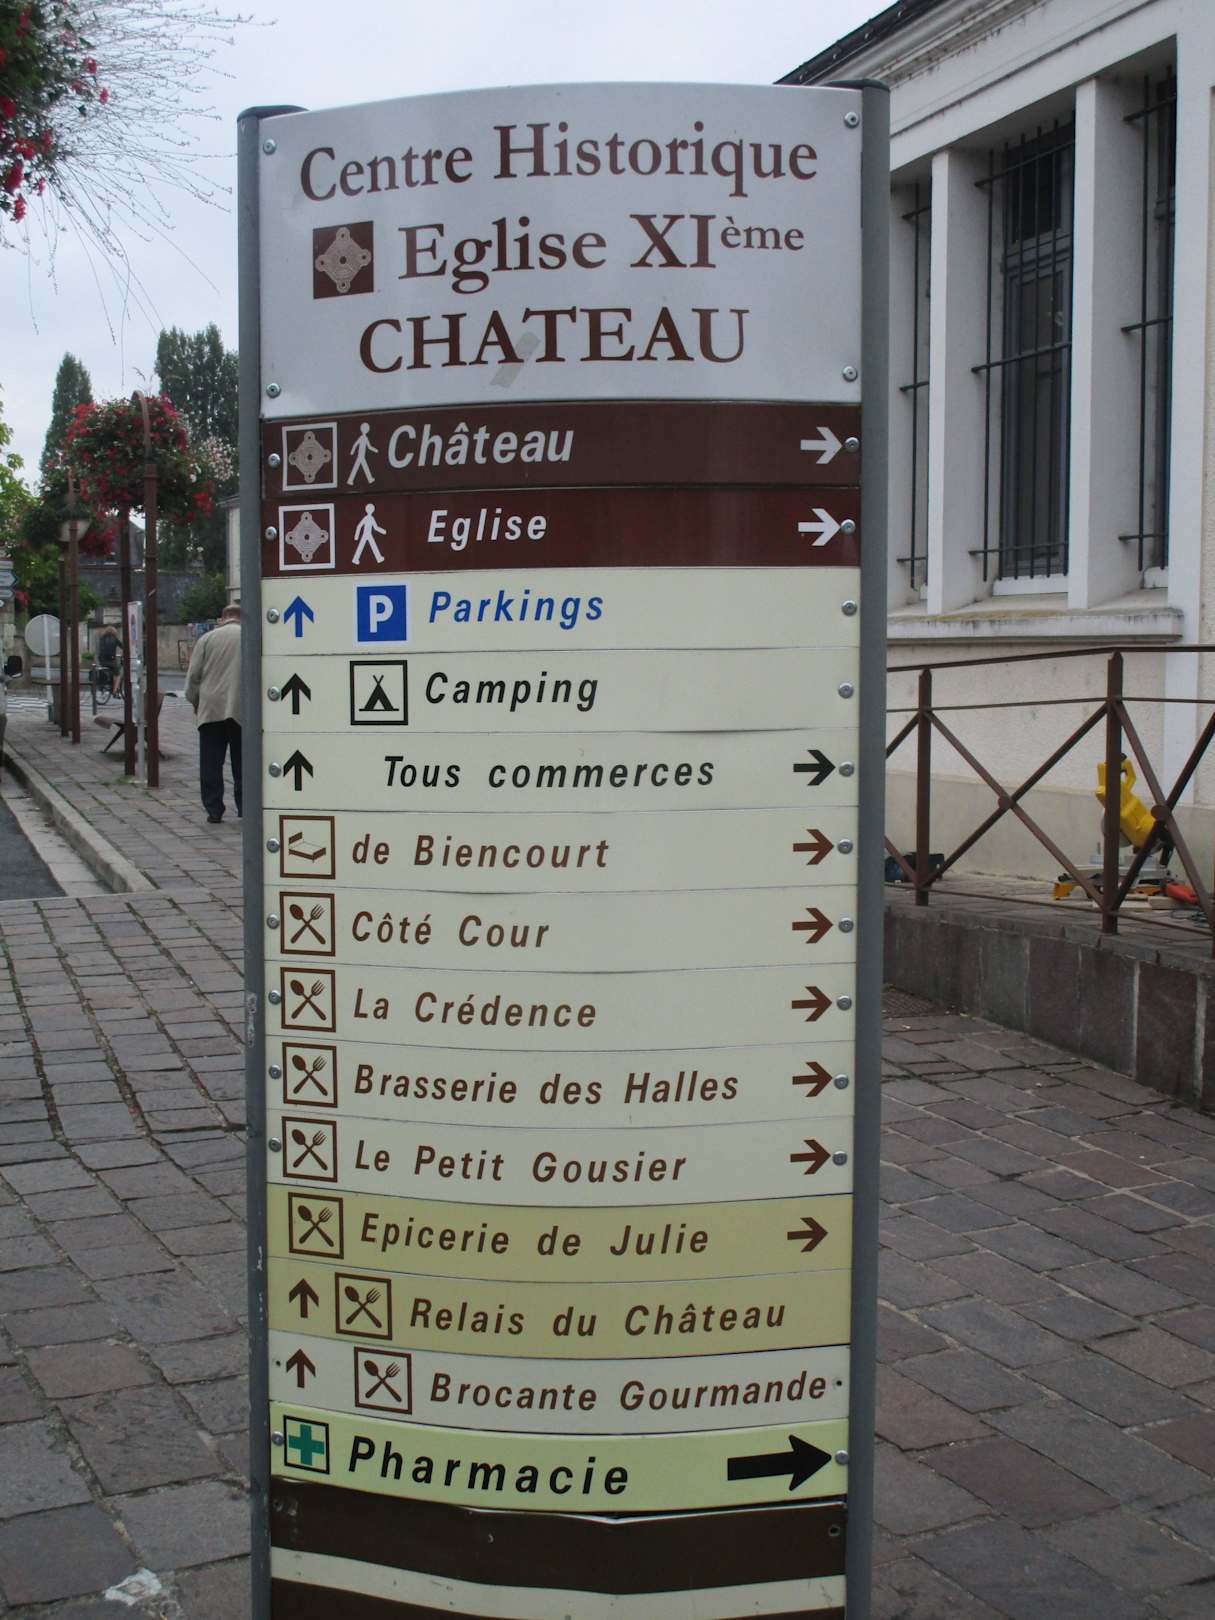 Centre Historique
Eglise XIème
CHATEAU
Château
Eglise
P Parkings
Camping
Tous commerces
de Biencourt
Côté Cour
La Crédence
Brasserie des Halles
Le Petit Gousier
Epicerie de Julie
Relais du Château
Brocante Gourmande
Pharmacie